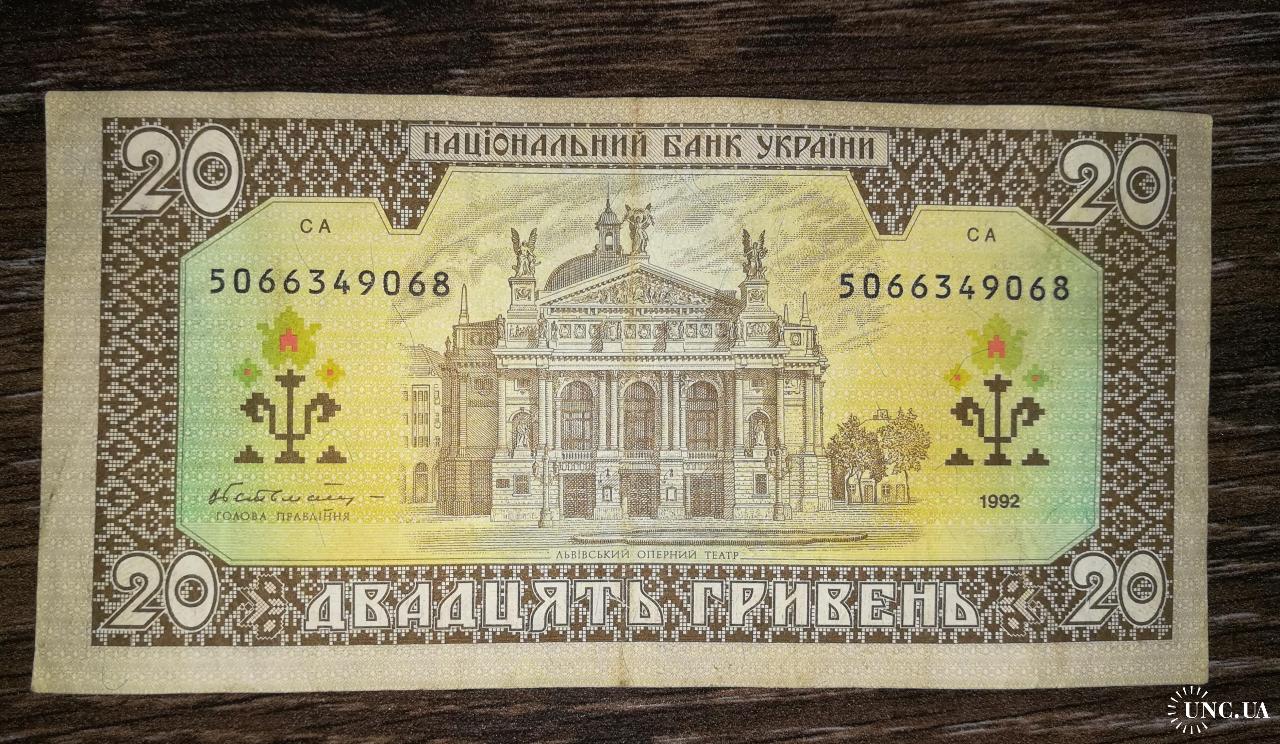 20 НАЦІОНАЛЬНИЙ БАНК УКРАЇНИ 20
СА СА
5066349068 5066349068
1992
ГОЛОВА ПРАВЛІННЯ
ЛЬВІВСЬКИЙ ОПЕРНИЙ ТЕАТР
20 ДВАДЦЯТЬ ГРИВЕНЬ 20
UNC.UA